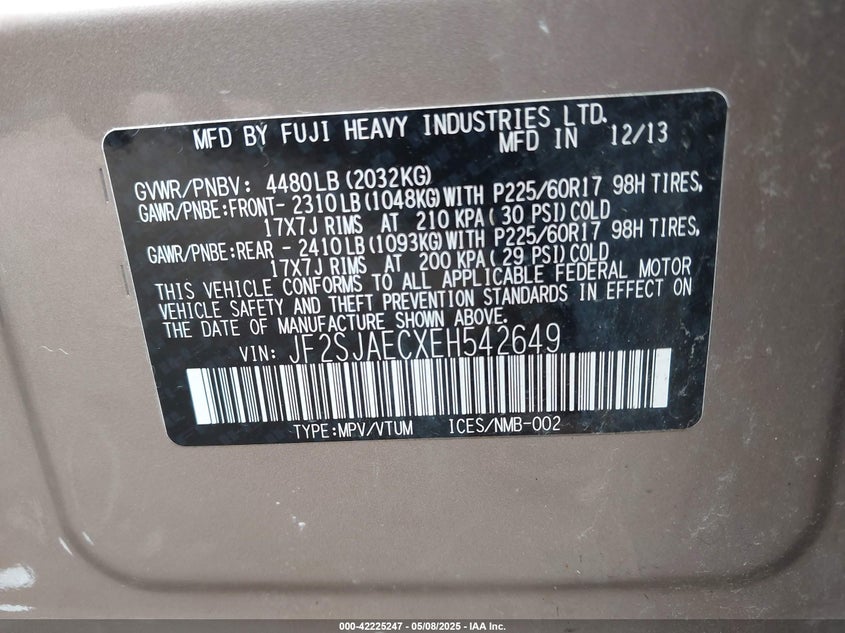 MFD BY FUJI HEAVY INDUSTRIES LTD.
MFD IN 12/13
GVWR/PNBV: 4480LB (2032KG)
GAWR/PNBE:FRONT- 2310LB (1048KG) WITH P225/60R17 98H TIRES,
17X7J RIMS AT 210 KPA( 30 PSI) COLD
GAWR/PNBE:REAR - 2410LB (1093KG) WITH P225/60R17 98H TIRES,
17X7J RIMS AT 200 KPA( 29 PSI) COLD
THIS VEHICLE CONFORMS TO ALL APPLICABLE FEDERAL MOTOR
VEHICLE SAFETY AND THEFT PREVENTION STANDARDS IN EFFECT ON
THE DATE OF MANUFACTURE SHOWN ABOVE.
VIN: JF2SJAECXEH542649
TYPE:MPV/VTUM ICES/NMB-002
000-42225247 - 05/08/2025 - IAA Inc.